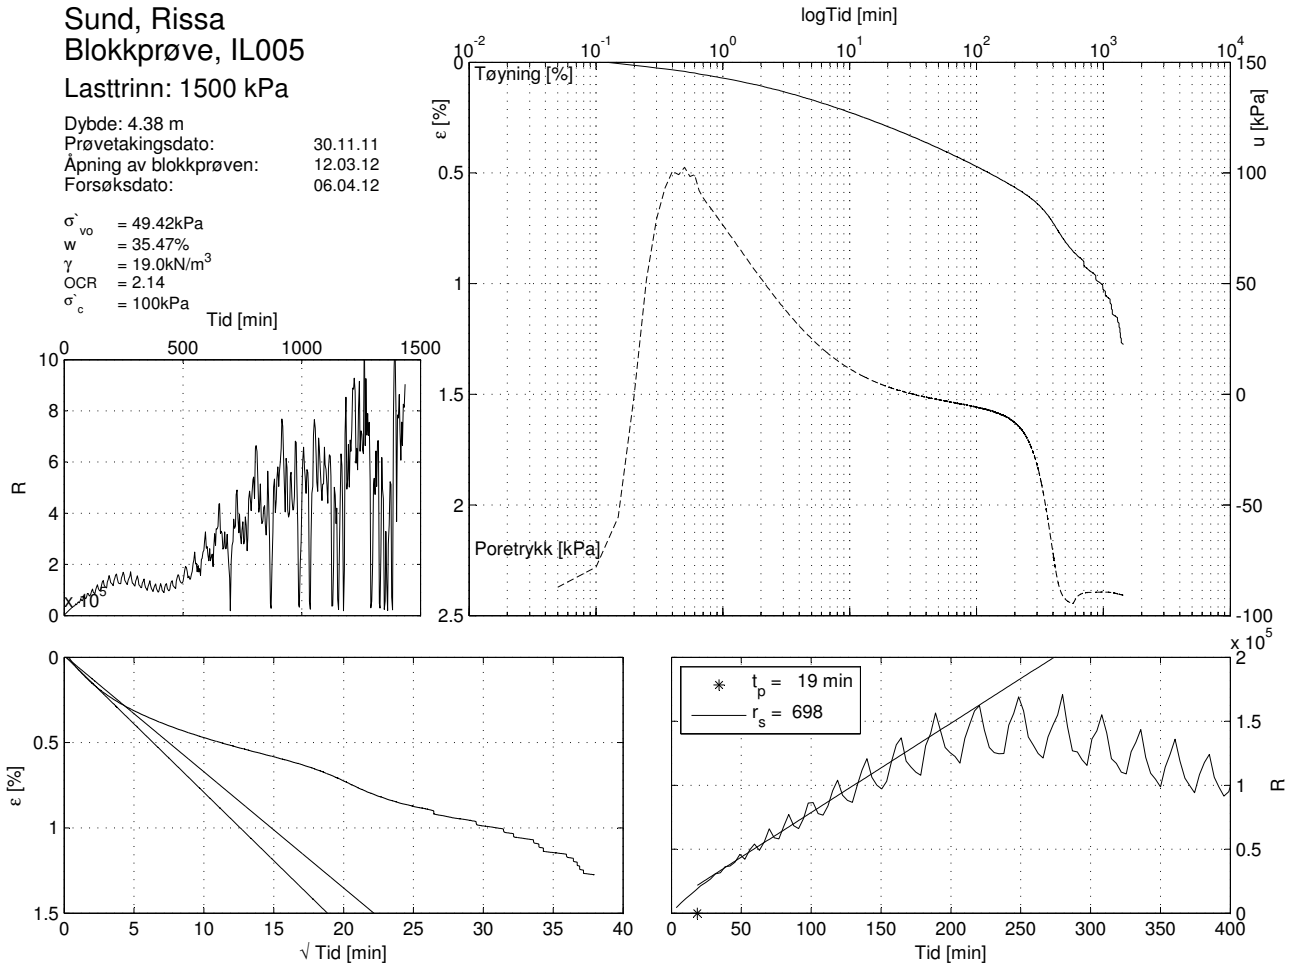 Sund, Rissa
Blokkprøve, IL005
Lasttrinn: 1500 kPa
Dybde: 4.38 m
Prøvetakingsdato: 30.11.11
Åpning av blokkprøven: 12.03.12
Forsøksdato: 06.04.12
σ`vo = 49.42kPa
w = 35.47%
γ = 19.0kN/m³
OCR = 2.14
σ`c = 100kPa
Tid [min]
0 500 1000 1500
10
8
6
4
2
0
R
x 10⁵
logTid [min]
10⁻² 10⁻¹ 10⁰ 10¹ 10² 10³ 10⁴
Tøyning [%]
Poretrykk [kPa]
ε [%]
0
0.5
1
1.5
2
2.5
u [kPa]
150
100
50
0
-50
-100
ε [%]
0
0.5
1
1.5
0 5 10 15 20 25 30 35 40
√ Tid [min]
x 10⁵
tp = 19 min
rs = 698
2
1.5
1
0.5
0
R
0 50 100 150 200 250 300 350 400
Tid [min]